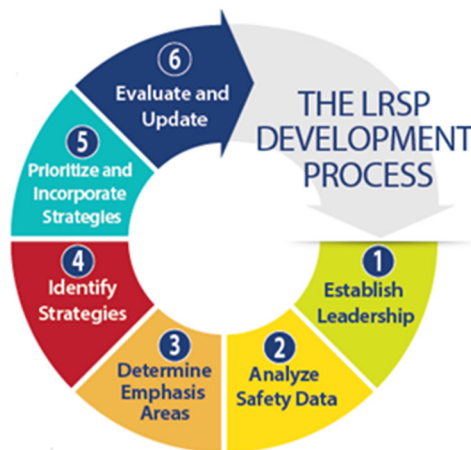 THE LRSP
DEVELOPMENT
PROCESS
1
Establish
Leadership
2
Analyze
Safety Data
3
Determine
Emphasis
Areas
4
Identify
Strategies
5
Prioritize and
Incorporate
Strategies
6
Evaluate and
Update